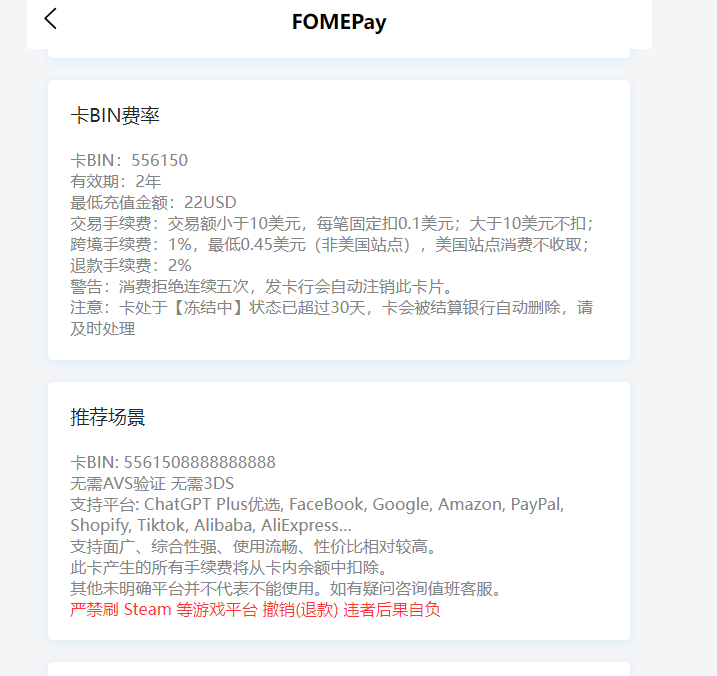 FOMEPay
卡BIN费率
卡BIN：556150
有效期：2年
最低充值金额：22USD
交易手续费：交易额小于10美元，每笔固定扣0.1美元；大于10美元不扣；
跨境手续费：1%，最低0.45美元（非美国站点），美国站点消费不收取；
退款手续费：2%
警告：消费拒绝连续五次，发卡行会自动注销此卡片。
注意：卡处于【冻结中】状态已超过30天，卡会被结算银行自动删除，请
及时处理
推荐场景
卡BIN: 5561508888888888
无需AVS验证 无需3DS
支持平台: ChatGPT Plus优选, FaceBook, Google, Amazon, PayPal,
Shopify, Tiktok, Alibaba, AliExpress...
支持面广、综合性强、使用流畅、性价比相对较高。
此卡产生的所有手续费将从卡内余额中扣除。
其他未明确平台并不代表不能使用。如有疑问咨询值班客服。
严禁刷 Steam 等游戏平台 撤销(退款) 违者后果自负